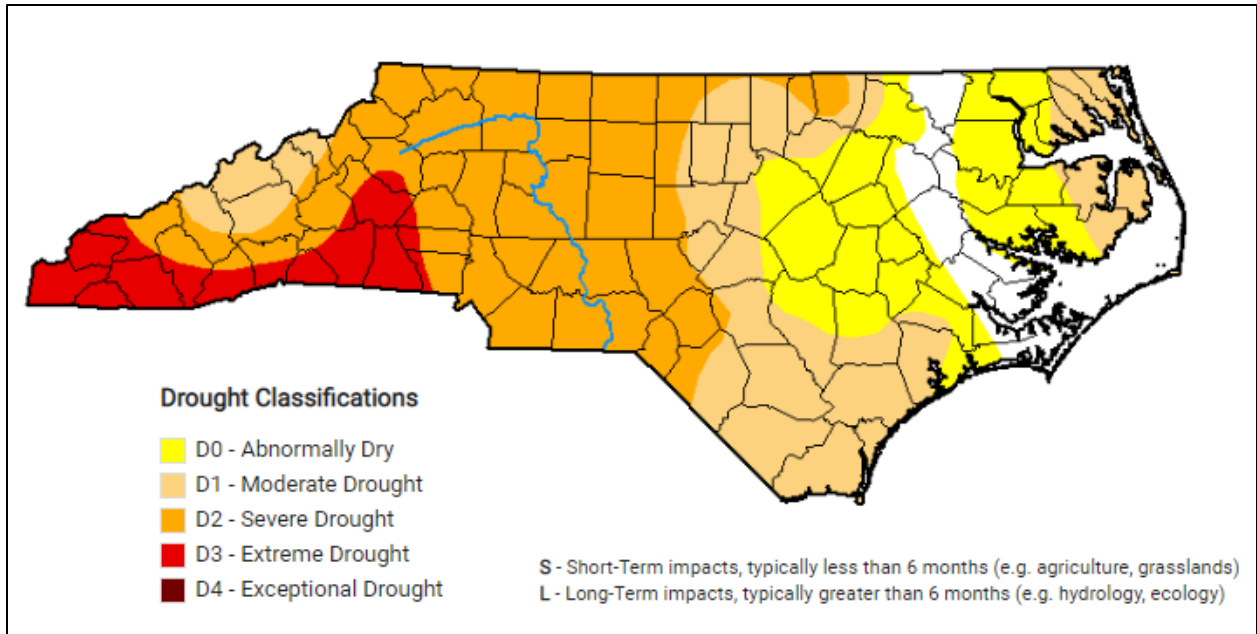 Drought Classifications
D0 - Abnormally Dry
D1 - Moderate Drought
D2 - Severe Drought
D3 - Extreme Drought
D4 - Exceptional Drought
S - Short-Term impacts, typically less than 6 months (e.g. agriculture, grasslands)
L - Long-Term impacts, typically greater than 6 months (e.g. hydrology, ecology)